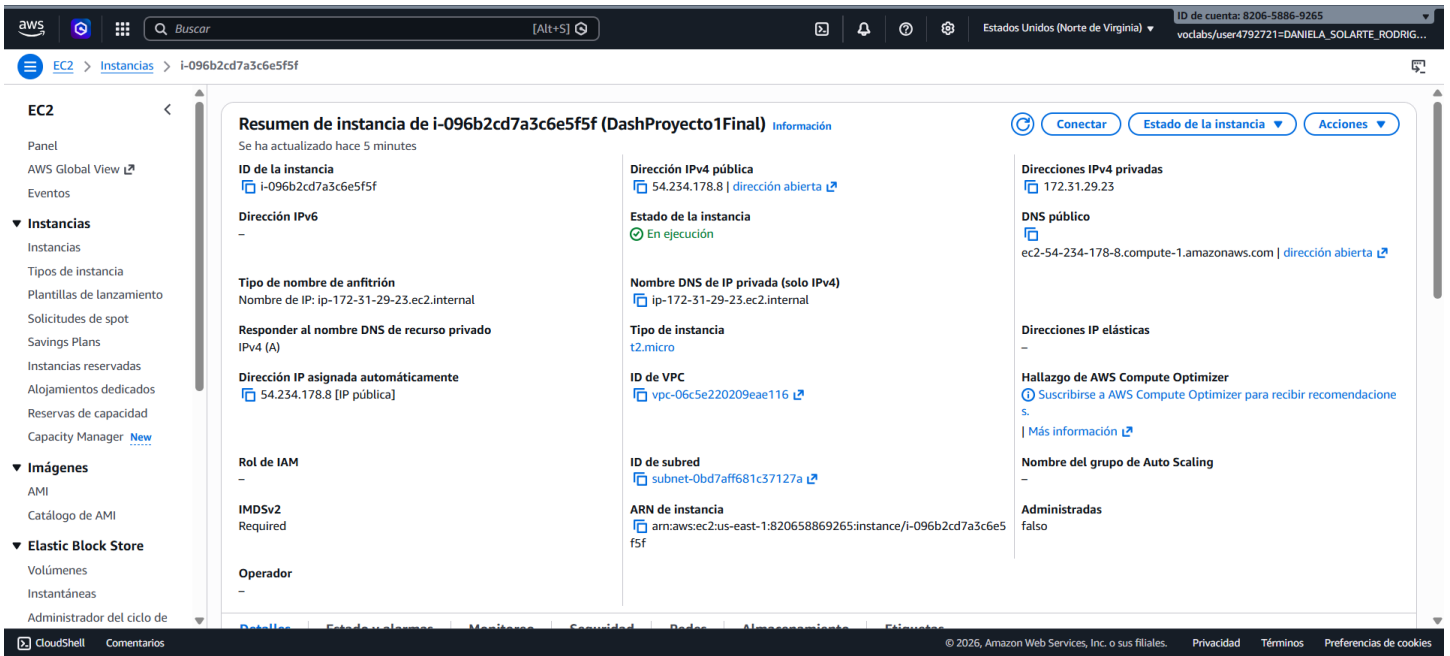 aws
Buscar
[Alt+S]
Estados Unidos (Norte de Virginia)
ID de cuenta: 8206-5886-9265
voclabs/user4792721=DANIELA_SOLARTE_RODRIG...
EC2 > Instancias > i-096b2cd7a3c6e5f5f
EC2
Panel
AWS Global View
Eventos
Instancias
Instancias
Tipos de instancia
Plantillas de lanzamiento
Solicitudes de spot
Savings Plans
Instancias reservadas
Alojamientos dedicados
Reservas de capacidad
Capacity Manager New
Imágenes
AMI
Catálogo de AMI
Elastic Block Store
Volúmenes
Instantáneas
Administrador del ciclo de
Resumen de instancia de i-096b2cd7a3c6e5f5f (DashProyecto1Final) Información
Se ha actualizado hace 5 minutes
Conectar
Estado de la instancia
Acciones
ID de la instancia
i-096b2cd7a3c6e5f5f
Dirección IPv4 pública
54.234.178.8 | dirección abierta
Direcciones IPv4 privadas
172.31.29.23
Dirección IPv6
–
Estado de la instancia
En ejecución
DNS público
ec2-54-234-178-8.compute-1.amazonaws.com | dirección abierta
Tipo de nombre de anfitrión
Nombre de IP: ip-172-31-29-23.ec2.internal
Nombre DNS de IP privada (solo IPv4)
ip-172-31-29-23.ec2.internal
Responder al nombre DNS de recurso privado
IPv4 (A)
Tipo de instancia
t2.micro
Direcciones IP elásticas
–
Dirección IP asignada automáticamente
54.234.178.8 [IP pública]
ID de VPC
vpc-06c5e220209eae116
Hallazgo de AWS Compute Optimizer
Suscribirse a AWS Compute Optimizer para recibir recomendacione
s.
| Más información
Rol de IAM
–
ID de subred
subnet-0bd7aff681c37127a
Nombre del grupo de Auto Scaling
–
IMDSv2
Required
ARN de instancia
arn:aws:ec2:us-east-1:820658869265:instance/i-096b2cd7a3c6e5
f5f
Administradas
falso
Operador
–
Detalles
Estado y alarmas
Monitoreo
Seguridad
Redes
Almacenamiento
Etiquetas
CloudShell
Comentarios
© 2026, Amazon Web Services, Inc. o sus filiales.
Privacidad
Términos
Preferencias de cookies